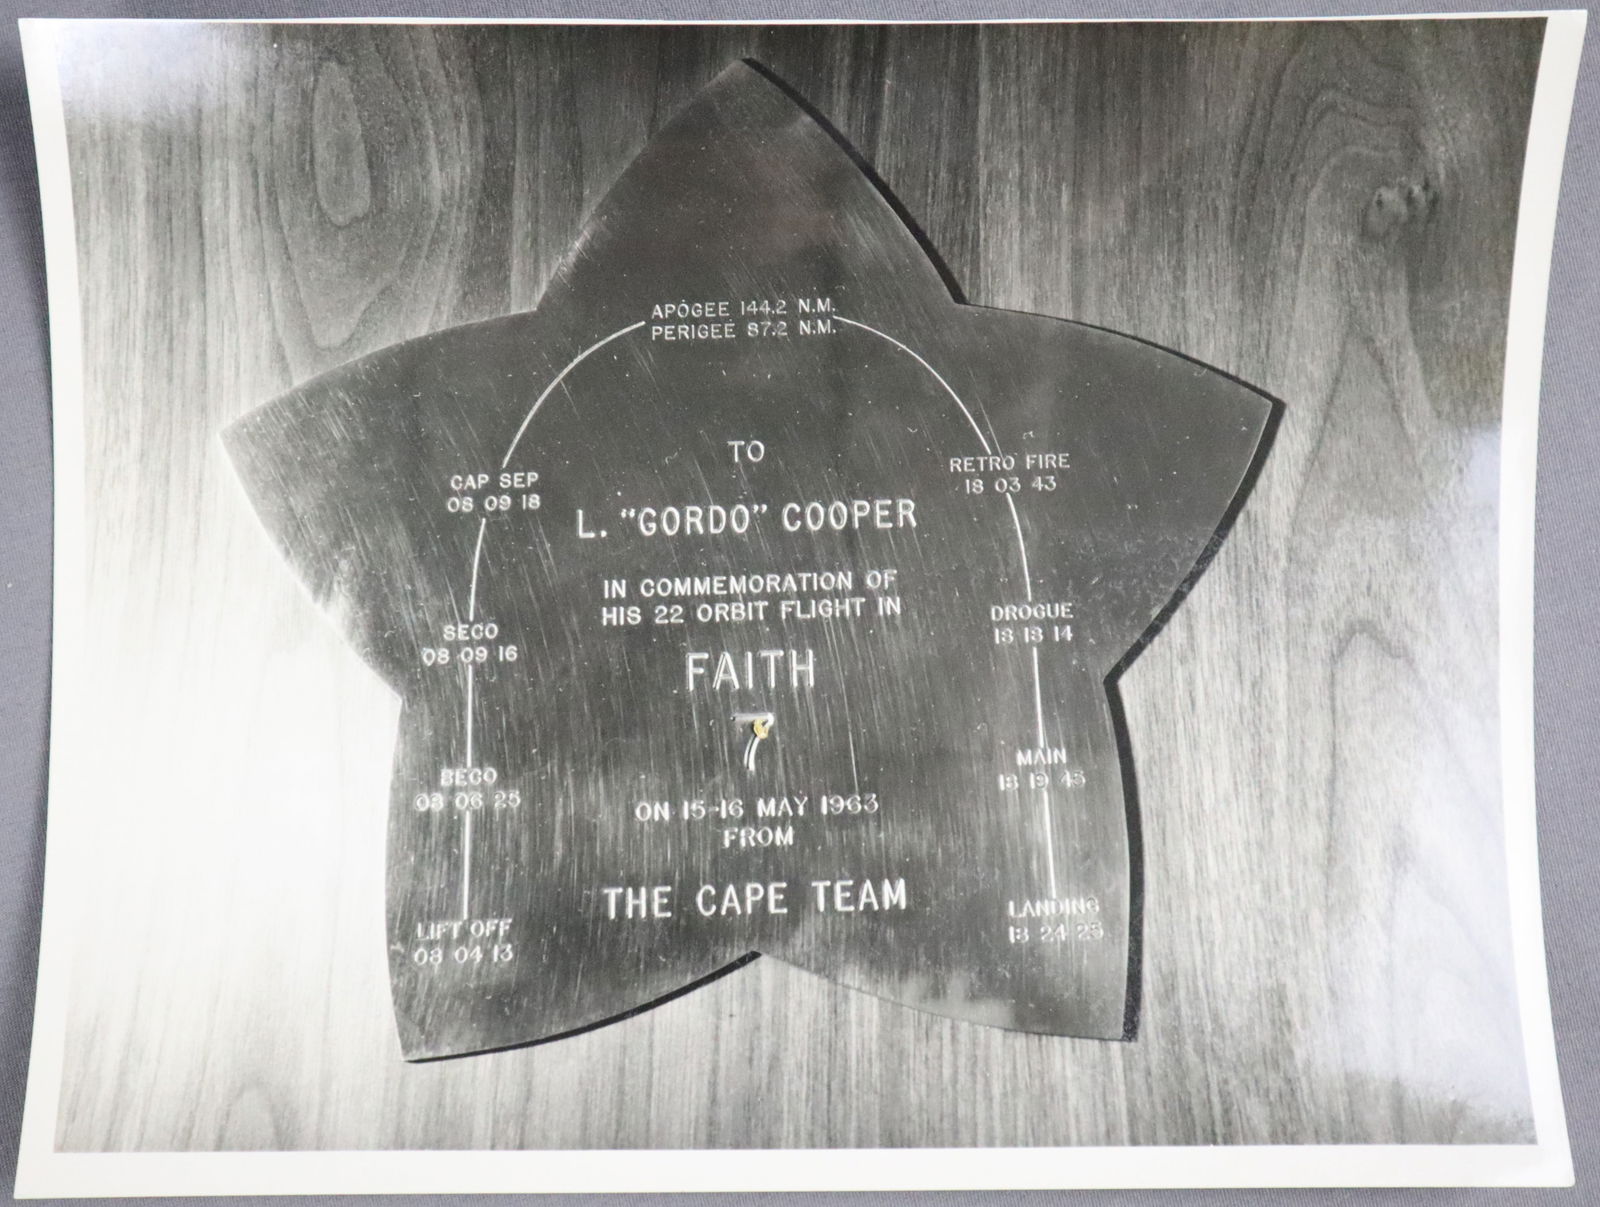 APOGEE 144.2 N.M.
PERIGEE 87.2 N.M.
CAP SEP
08 09 18
SECO
08 09 16
BECO
08 06 25
LIFT OFF
08 04 13
TO
L. "GORDO" COOPER
IN COMMEMORATION OF
HIS 22 ORBIT FLIGHT IN
FAITH
7
ON 15-16 MAY 1963
FROM
THE CAPE TEAM
RETRO FIRE
18 03 43
DROGUE
18 18 14
MAIN
18 19 45
LANDING
18 24 25